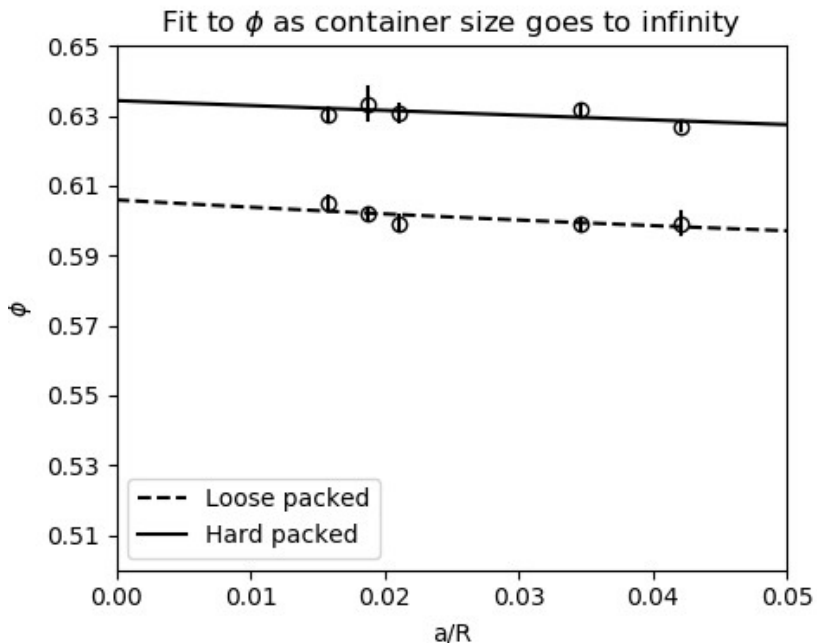 Fit to ϕ as container size goes to infinity
0.65
0.63
0.61
0.59
0.57
0.55
0.53
0.51
ϕ
Loose packed
Hard packed
0.00 0.01 0.02 0.03 0.04 0.05
a/R